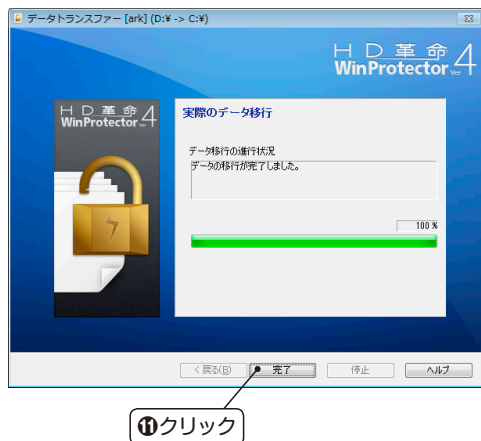 データトランスファー [ark] (D:¥ -> C:¥)
HD革命
WinProtector Ver 4
HD革命
WinProtector Ver 4
実際のデータ移行
データ移行の進行状況
データの移行が完了しました。
100 %
< 戻る(B)
完了
停止
ヘルプ
⓫クリック